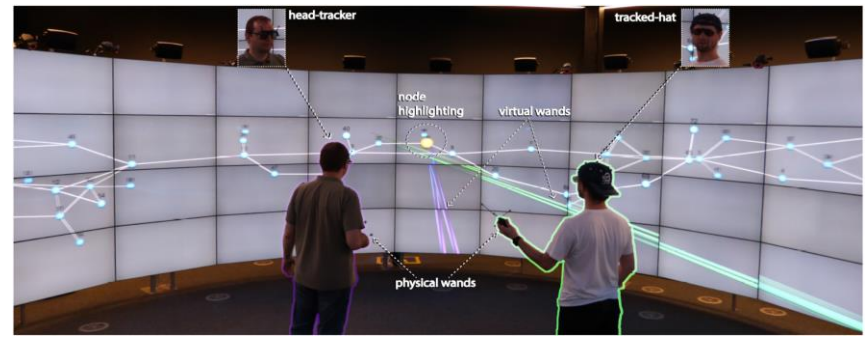 head-tracker
tracked-hat
node
highlighting
virtual wands
physical wands